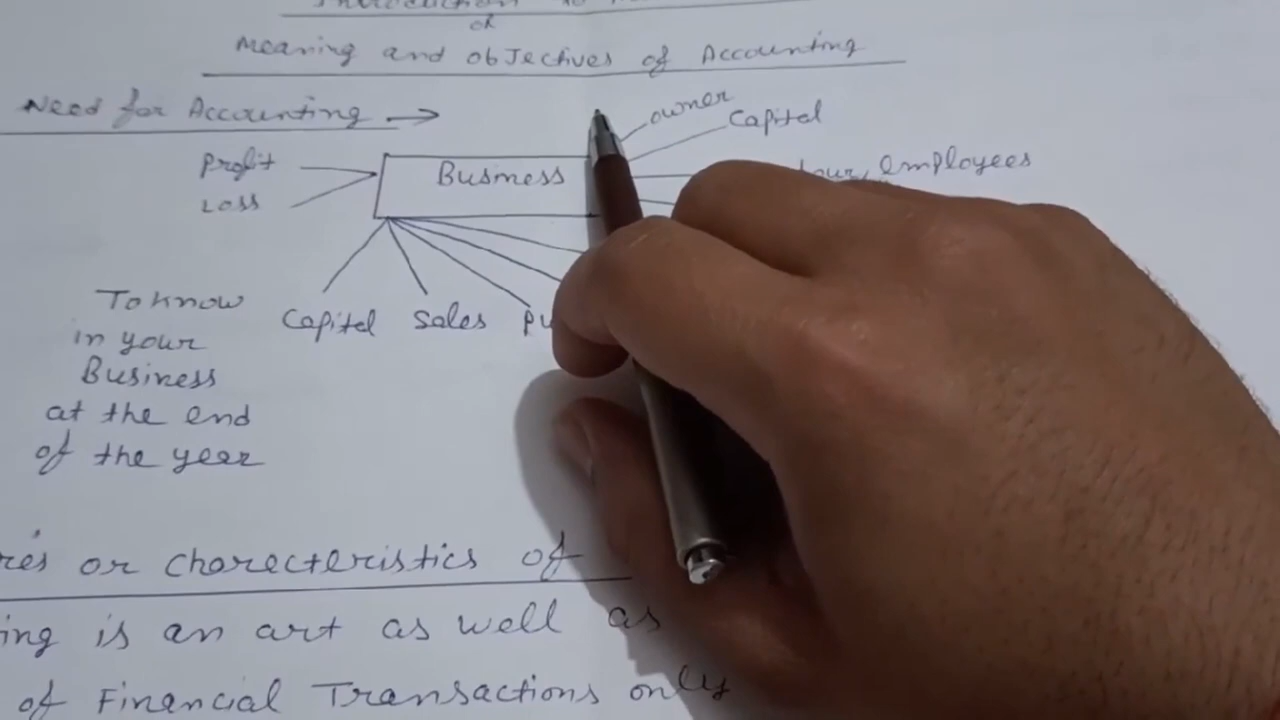 or
Meaning and objectives of Accounting
Need for Accounting →
owner
Capital
Profit
Business
employees
Loss
To know
Capital Sales
in your
Business
at the end
of the year
or charecteristics of
is an art as well as
of Financial Transactions only